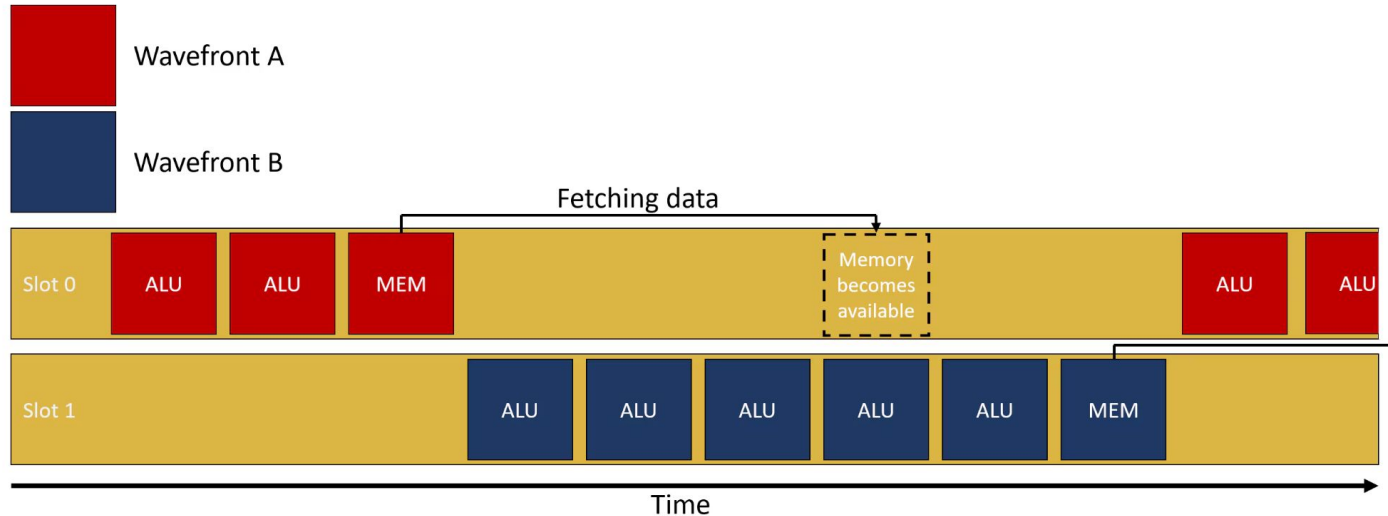 Wavefront A
Wavefront B
Fetching data
Slot 0
ALU
ALU
MEM
Memory
becomes
available
ALU
ALU
Slot 1
ALU
ALU
ALU
ALU
ALU
MEM
Time